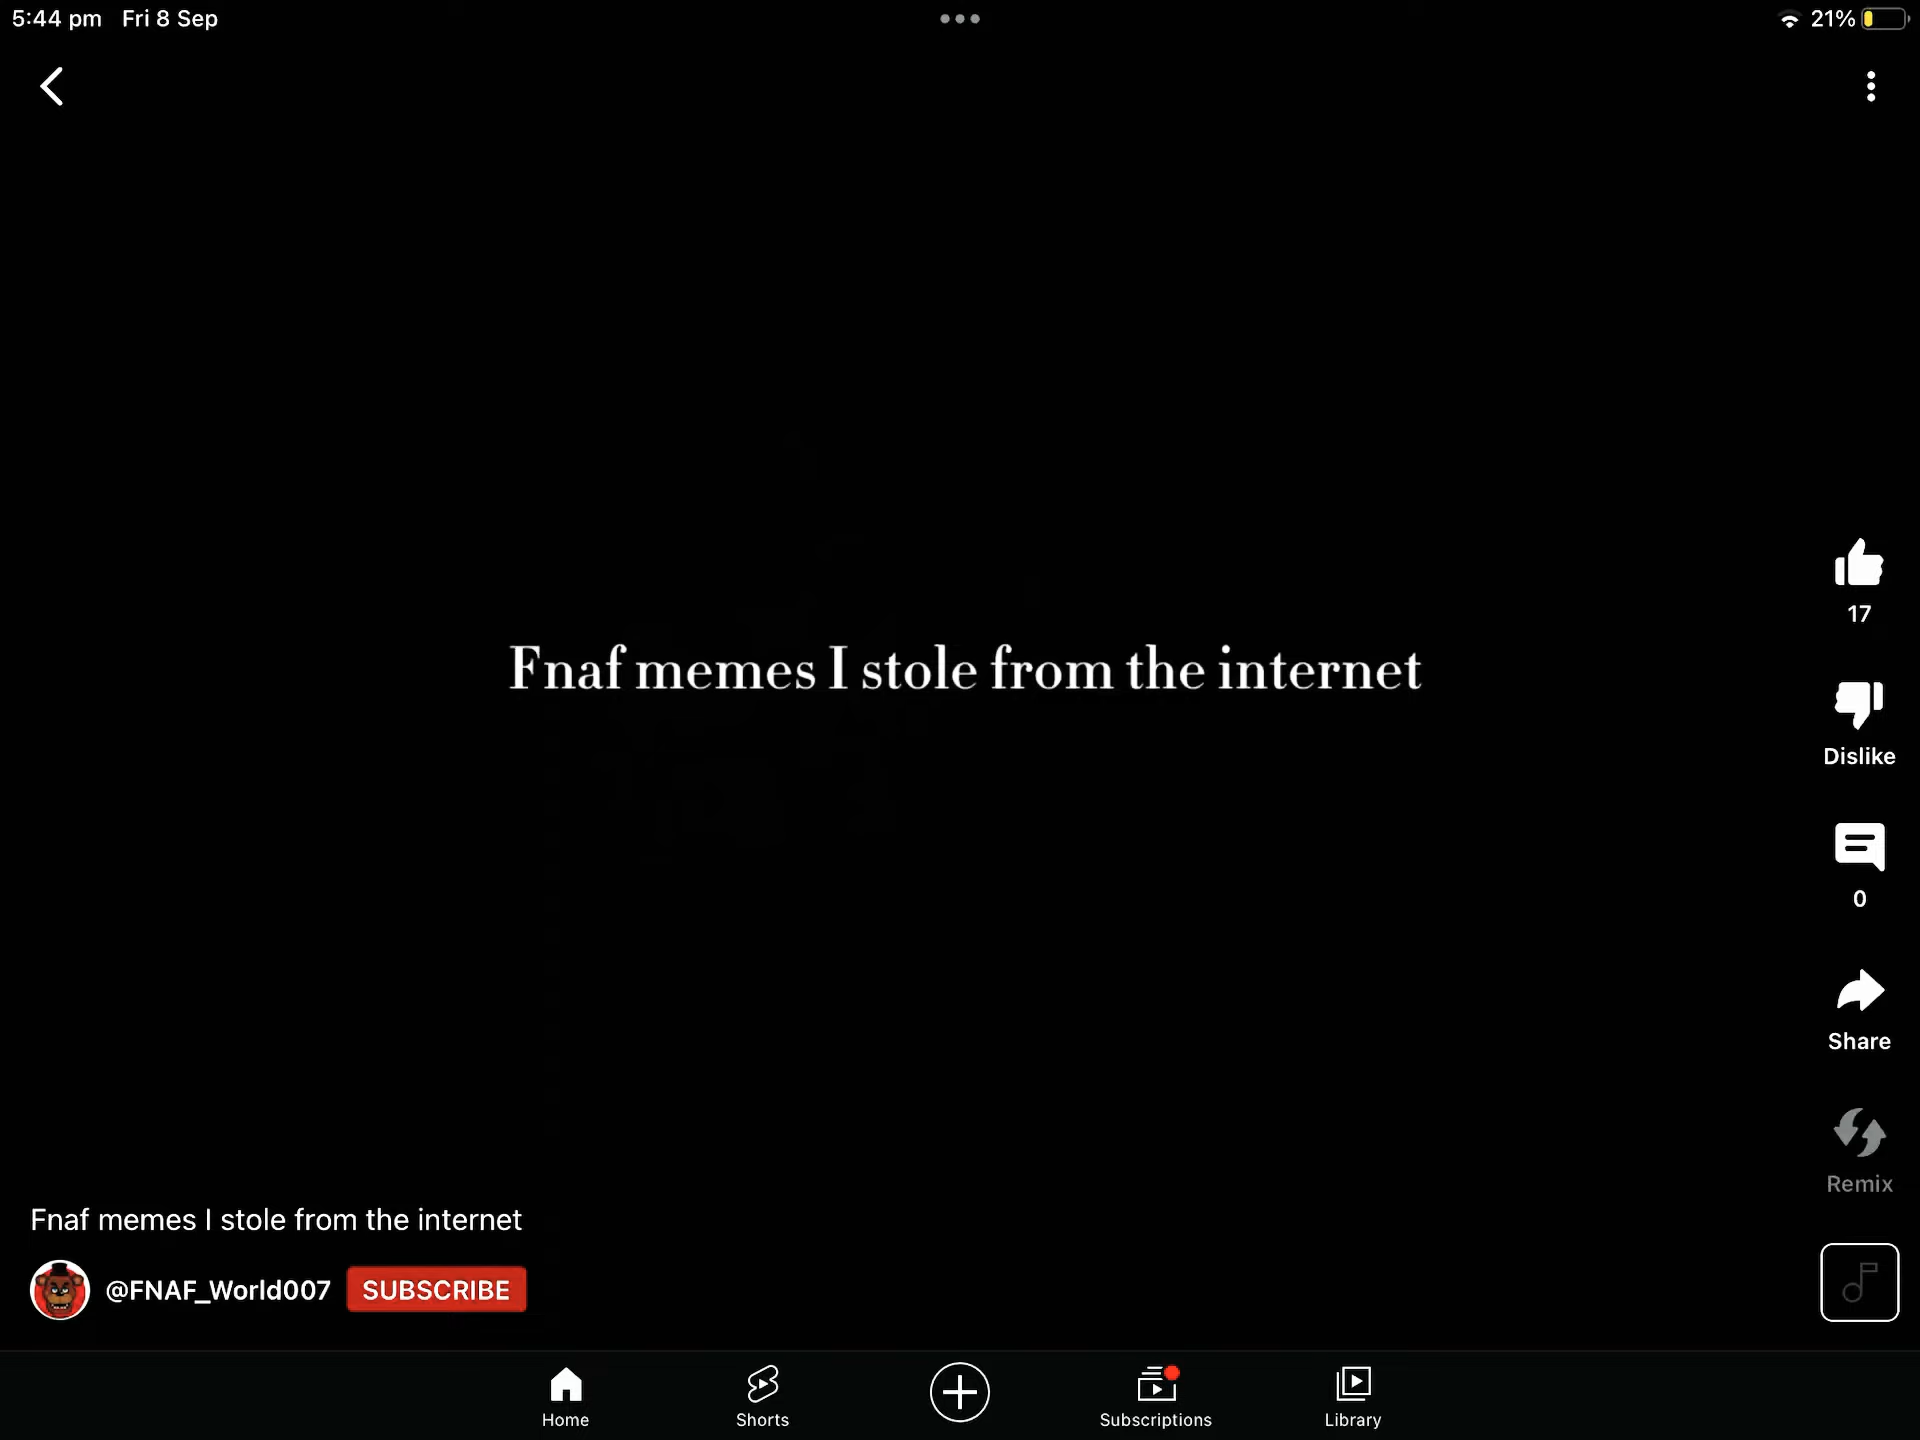 5:44 pm Fri 8 Sep
21%
Fnaf memes I stole from the internet
17
Dislike
0
Share
Remix
Fnaf memes I stole from the internet
@FNAF_World007 SUBSCRIBE
Home Shorts Subscriptions Library